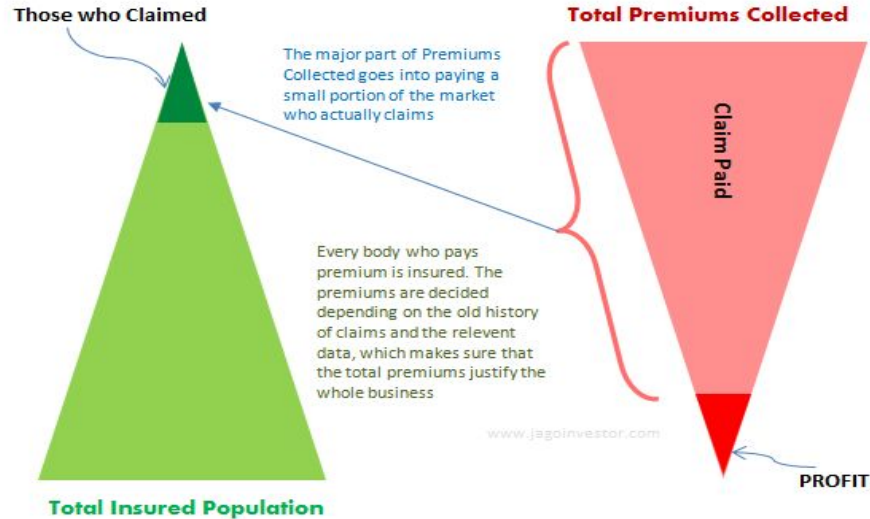 Those who Claimed
Total Premiums Collected
The major part of Premiums
Collected goes into paying a
small portion of the market
who actually claims
Claim Paid
Every body who pays
premium is insured. The
premiums are decided
depending on the old history
of claims and the relevent
data, which makes sure that
the total premiums justify the
whole business
www.jagoinvestor.com
PROFIT
Total Insured Population